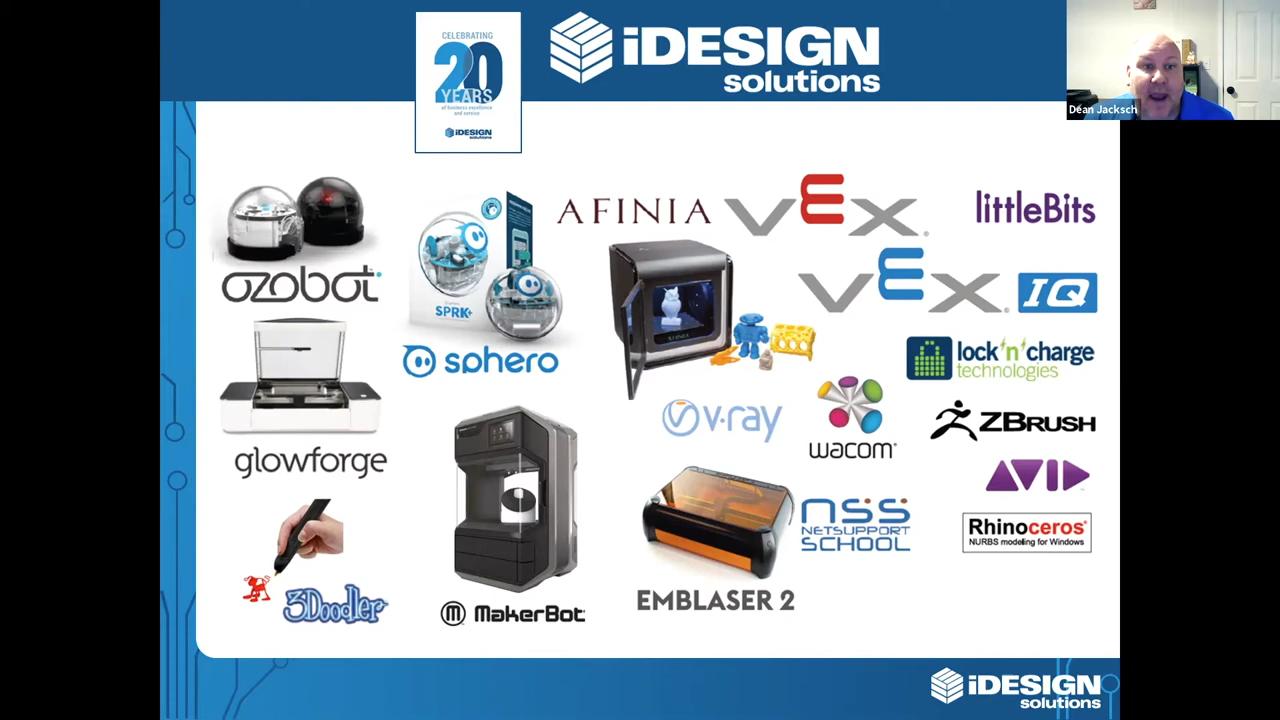 CELEBRATING
20
YEARS
of business excellence
and service
iDESIGN
solutions
iDESIGN
solutions
Dean Jacksch
ozobot
SPRK+
sphero
AFINIA
AFINIA
VEX
littleBits
VEX IQ
lock'n'charge
technologies
glowforge
v·ray
wacom
ZBRUSH
AVID
nss
NETSUPPORT
SCHOOL
Rhinoceros
NURBS modeling for Windows
3Doodler
MakerBot
EMBLASER 2
iDESIGN
solutions